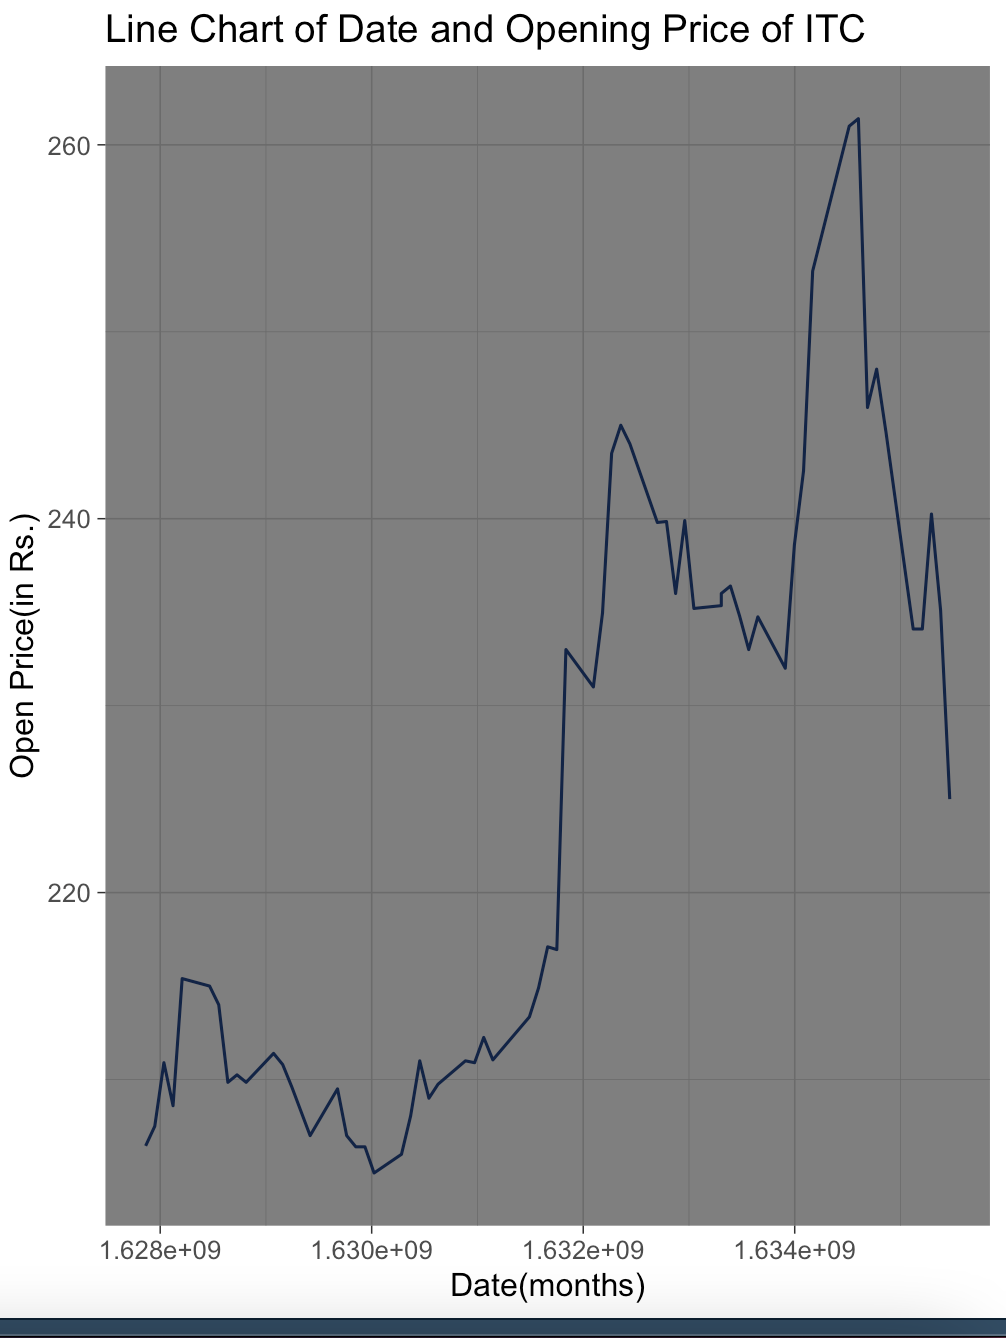 Line Chart of Date and Opening Price of ITC
260
240
220
Open Price(in Rs.)
1.628e+09 1.630e+09 1.632e+09 1.634e+09
Date(months)